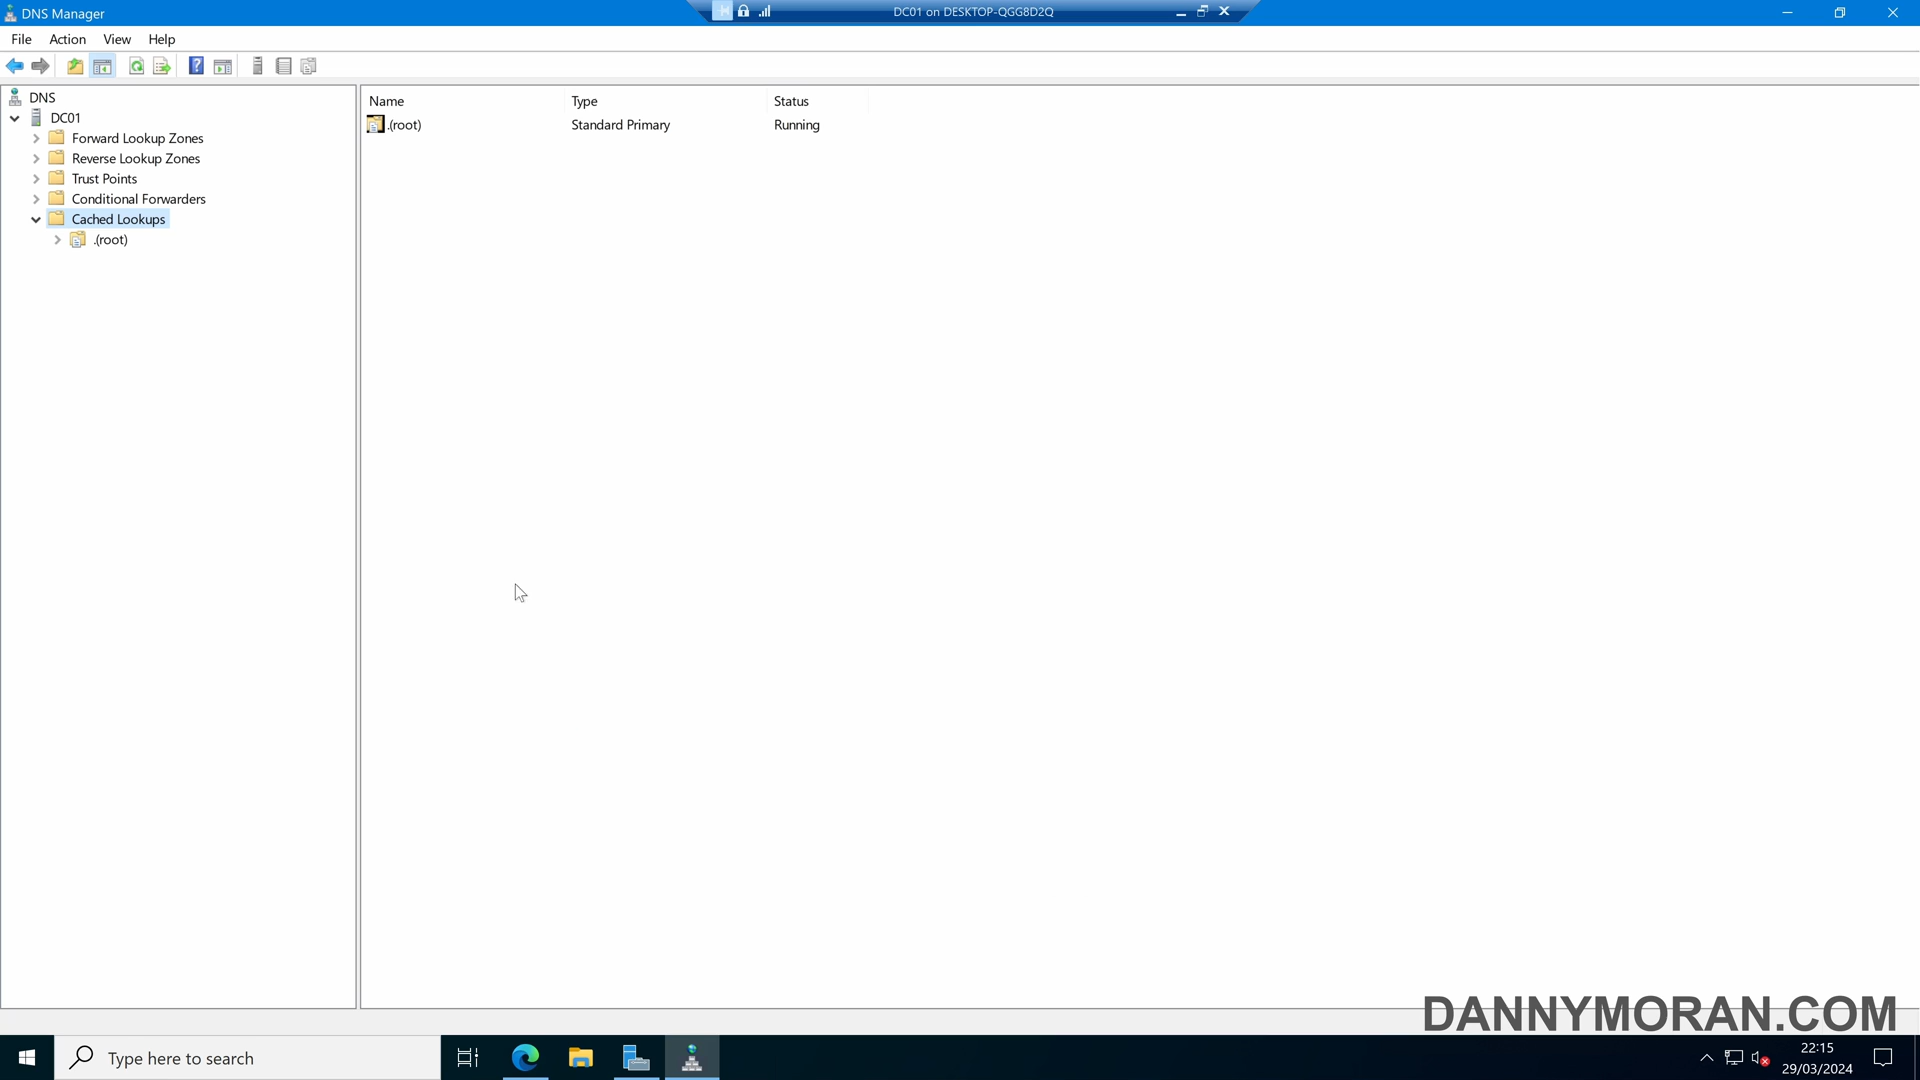 DNS Manager
DC01 on DESKTOP-QGG8D2Q
File Action View Help
DNS
DC01
Forward Lookup Zones
Reverse Lookup Zones
Trust Points
Conditional Forwarders
Cached Lookups
.(root)
Name Type Status
.(root) Standard Primary Running
DANNYMORAN.COM
Type here to search
22:15
29/03/2024